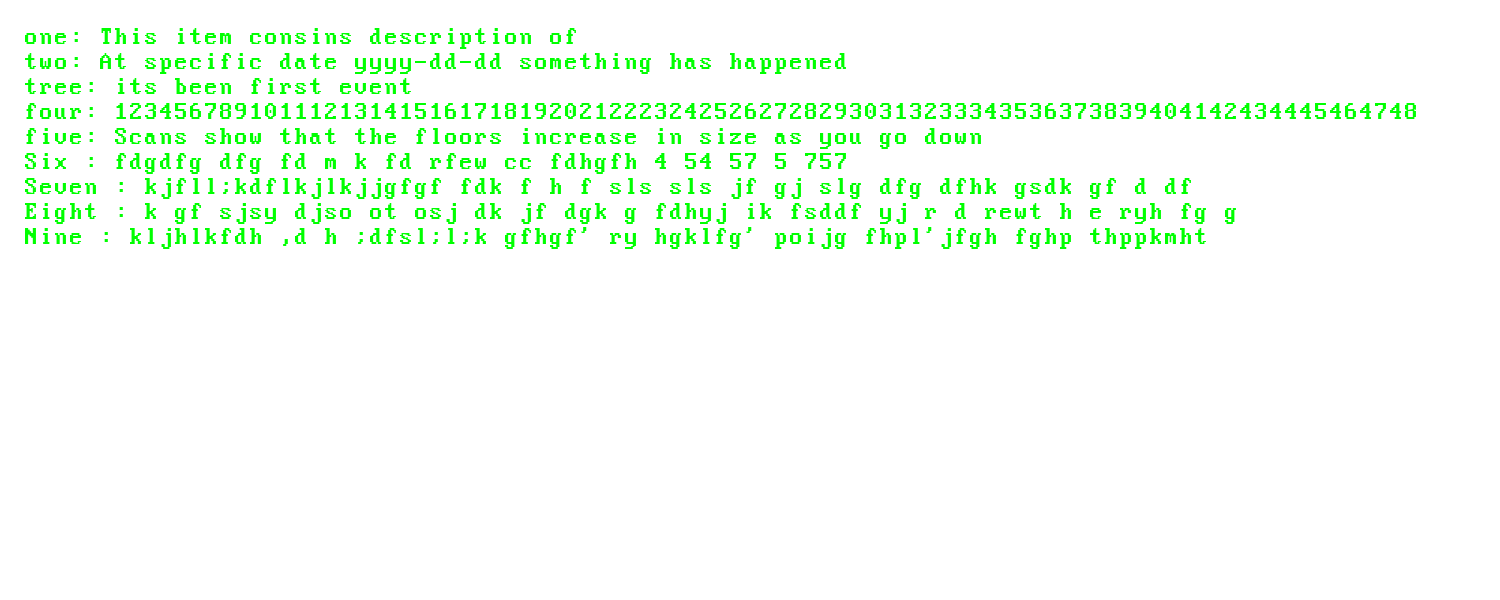 one: This item consins description of
two: At specific date yyyy-dd-dd something has happened
tree: its been first event
four: 123456789101112131415161718192021222324252627282930313233343536373839404142434445464748
five: Scans show that the floors increase in size as you go down
Six : fdgdfg dfg fd m k fd rfew cc fdhgfh 4 54 57 5 757
Seven : kjfll;kdflkjlkjjgfgf fdk f h f sls sls jf gj slg dfg dfhk gsdk gf d df
Eight : k gf sjsy djso ot osj dk jf dgk g fdhyj ik fsddf yj r d rewt h e ryh fg g
Nine : kljhlkfdh ,d h ;dfsl;l;k gfhgf' ry hgklfg' poijg fhpl'jfgh fghp thppkmht